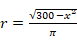 r = √(300−x²)/π